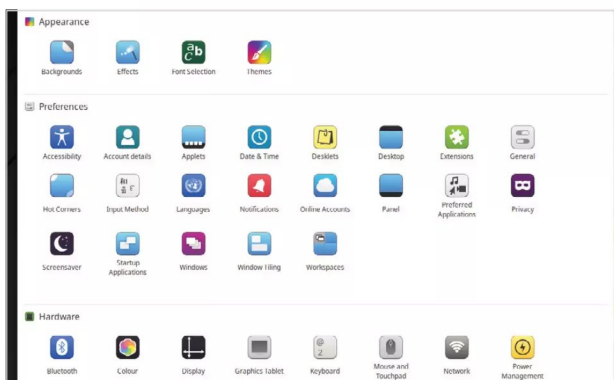 Appearance
Backgrounds
Effects
Font Selection
Themes
Preferences
Accessibility
Account details
Applets
Date & Time
Desklets
Desktop
Extensions
General
Hot Corners
Input Method
Languages
Notifications
Online Accounts
Panel
Preferred
Applications
Privacy
Screensaver
Startup
Applications
Windows
Window Tiling
Workspaces
Hardware
Bluetooth
Colour
Display
Graphics Tablet
Keyboard
Mouse and
Touchpad
Network
Power
Management